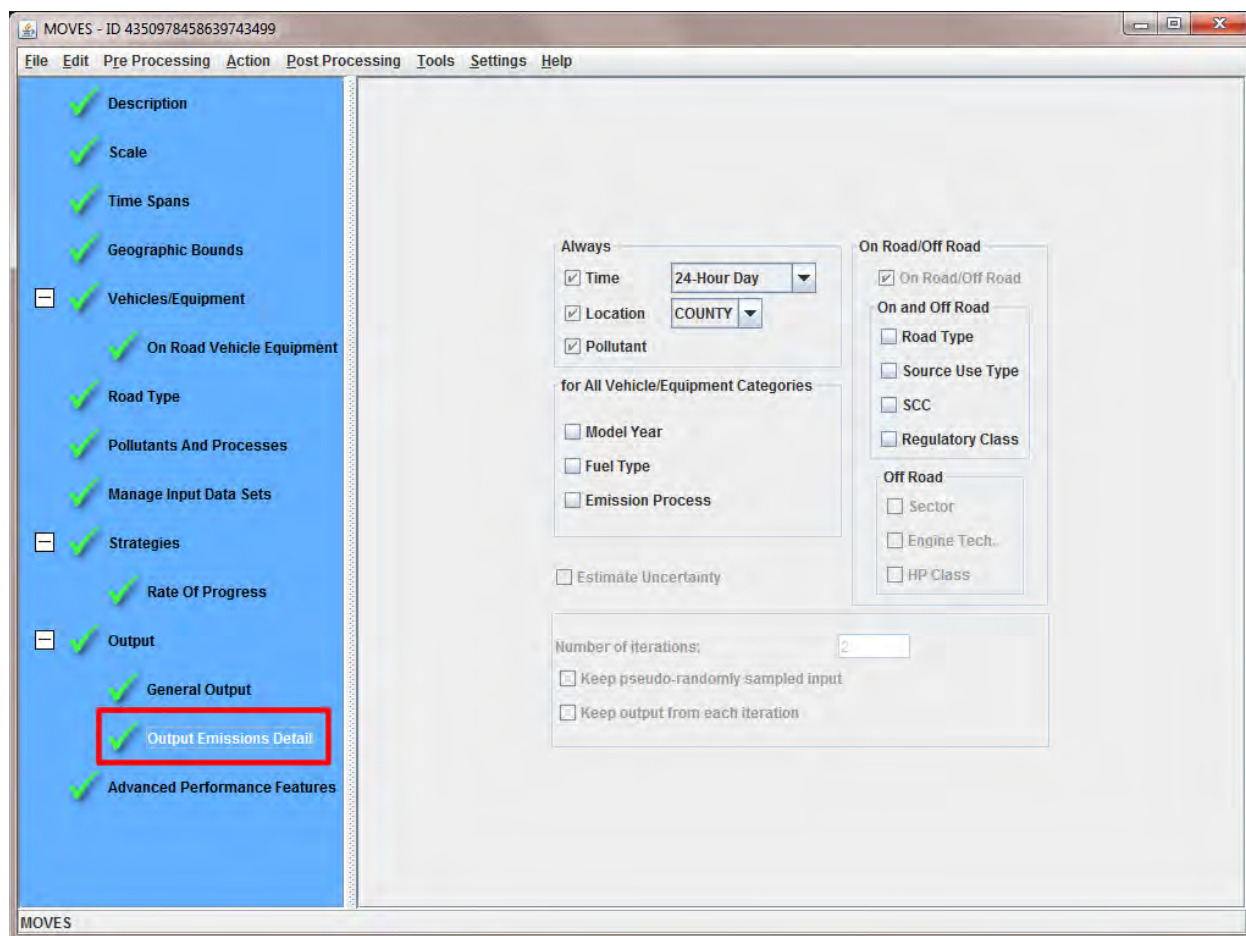 MOVES - ID 4350978458639743499
File Edit Pre Processing Action Post Processing Tools Settings Help
Description
Scale
Time Spans
Geographic Bounds
Vehicles/Equipment
On Road Vehicle Equipment
Road Type
Pollutants And Processes
Manage Input Data Sets
Strategies
Rate Of Progress
Output
General Output
Output Emissions Detail
Advanced Performance Features
Always
Time 24-Hour Day
Location COUNTY
Pollutant
for All Vehicle/Equipment Categories
Model Year
Fuel Type
Emission Process
Estimate Uncertainty
On Road/Off Road
On Road/Off Road
On and Off Road
Road Type
Source Use Type
SCC
Regulatory Class
Off Road
Sector
Engine Tech.
HP Class
Number of iterations: 2
Keep pseudo-randomly sampled input
Keep output from each iteration
MOVES